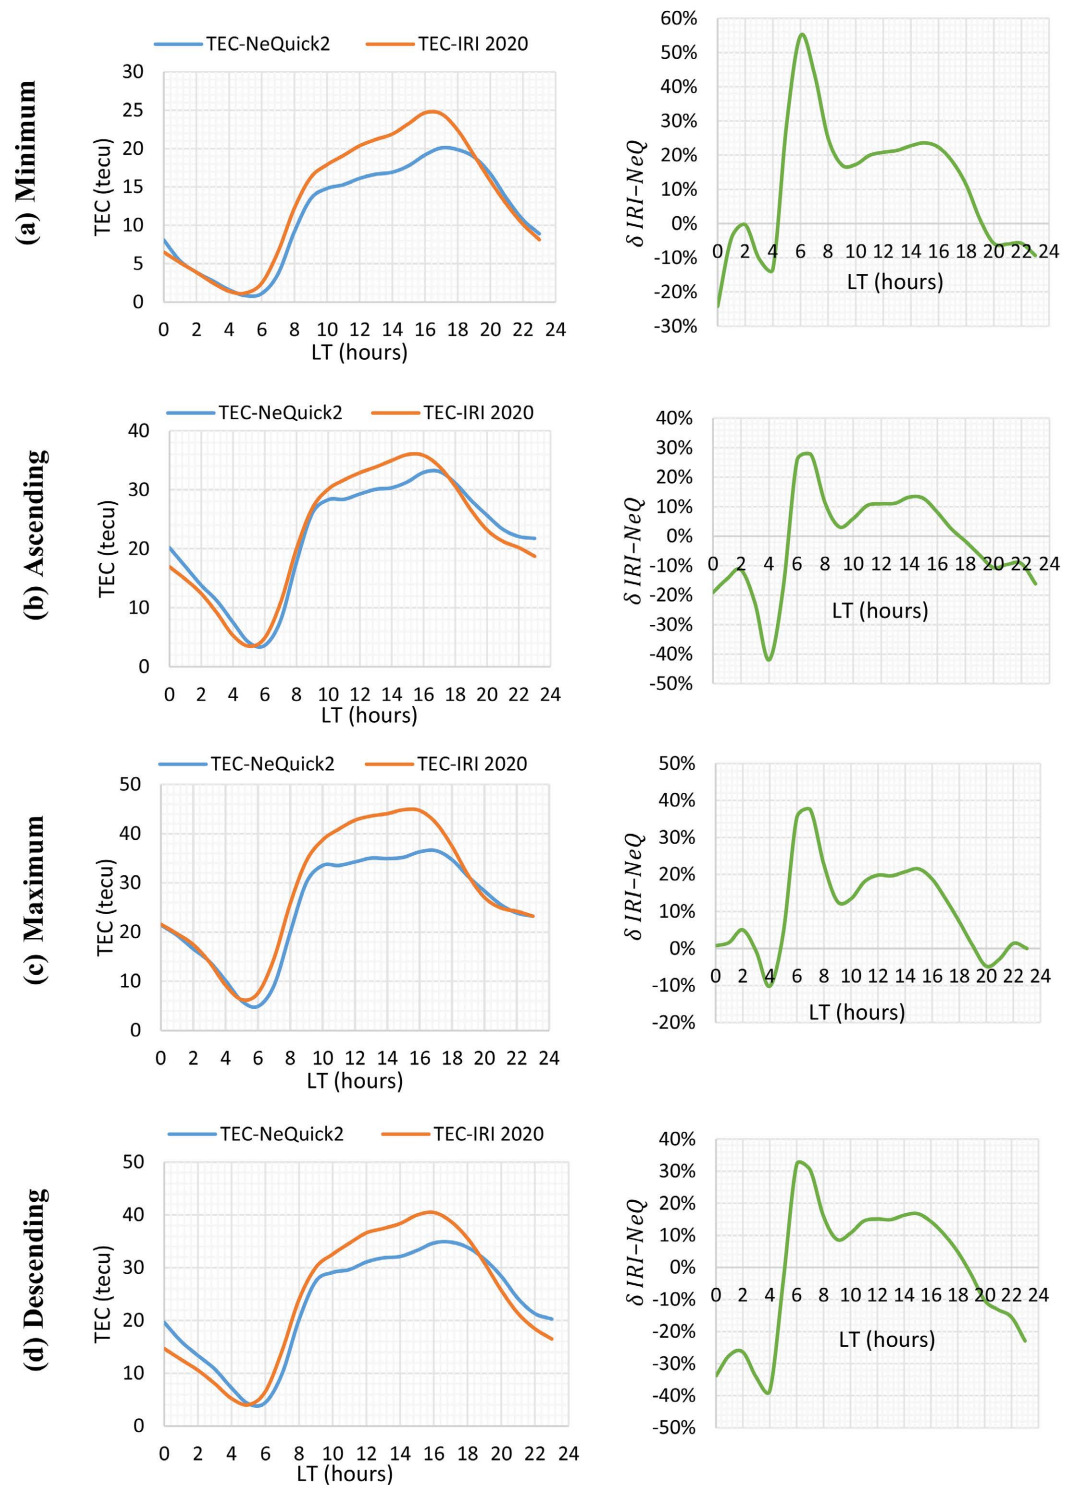 (a) Minimum
TEC-NeQuick2 TEC-IRI 2020
TEC (tecu)
30
25
20
15
10
5
0
0 2 4 6 8 10 12 14 16 18 20 22 24
LT (hours)
δ IRI−NeQ
60%
50%
40%
30%
20%
10%
0%
-10%
-20%
-30%
0 2 4 6 8 10 12 14 16 18 20 22 24
LT (hours)
(b) Ascending
TEC-NeQuick2 TEC-IRI 2020
TEC (tecu)
40
30
20
10
0
0 2 4 6 8 10 12 14 16 18 20 22 24
LT (hours)
δ IRI−NeQ
40%
30%
20%
10%
0%
-10%
-20%
-30%
-40%
-50%
0 2 4 6 8 10 12 14 16 18 20 22 24
LT (hours)
(c) Maximum
TEC-NeQuick2 TEC-IRI 2020
TEC (tecu)
50
40
30
20
10
0
0 2 4 6 8 10 12 14 16 18 20 22 24
LT (hours)
δ IRI−NeQ
50%
40%
30%
20%
10%
0%
-10%
-20%
0 2 4 6 8 10 12 14 16 18 20 22 24
LT (hours)
(d) Descending
TEC-NeQuick2 TEC-IRI 2020
TEC (tecu)
50
40
30
20
10
0
0 2 4 6 8 10 12 14 16 18 20 22 24
LT (hours)
δ IRI−NeQ
40%
30%
20%
10%
0%
-10%
-20%
-30%
-40%
-50%
0 2 4 6 8 10 12 14 16 18 20 22 24
LT (hours)